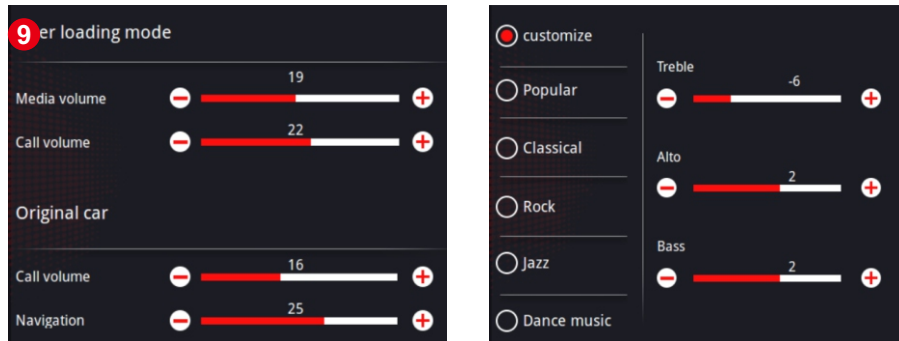 9
er loading mode
19
Media volume
22
Call volume
Original car
16
Call volume
25
Navigation
customize
Popular
Classical
Rock
Jazz
Dance music
Treble
-6
Alto
2
Bass
2